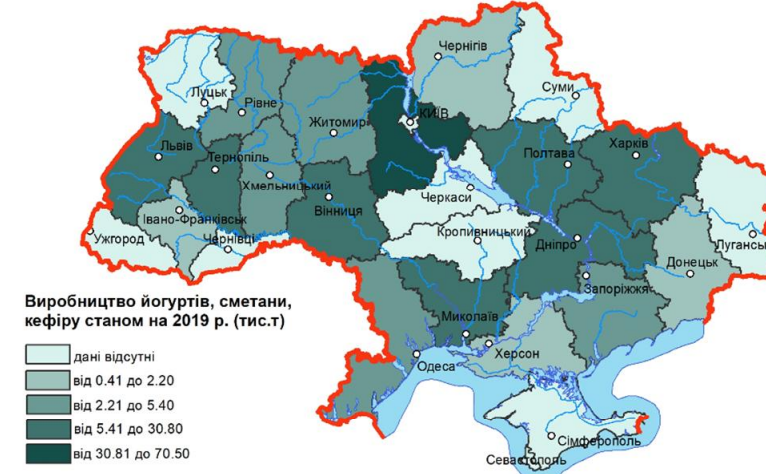 Чернігів
Луцьк
Суми
Рівне
КИЇВ
Житомир
Львів
Полтава
Харків
Тернопіль
Хмельницький
Черкаси
Вінниця
Івано-Франківськ
Ужгород
Чернівці
Кропивницький
Дніпро
Луганськ
Донецьк
Запоріжжя
Виробництво йогуртів, сметани,
кефіру станом на 2019 р. (тис.т)
Миколаїв
Херсон
дані відсутні
Одеса
від 0.41 до 2.20
від 2.21 до 5.40
від 5.41 до 30.80
Сімферополь
від 30.81 до 70.50
Севастополь